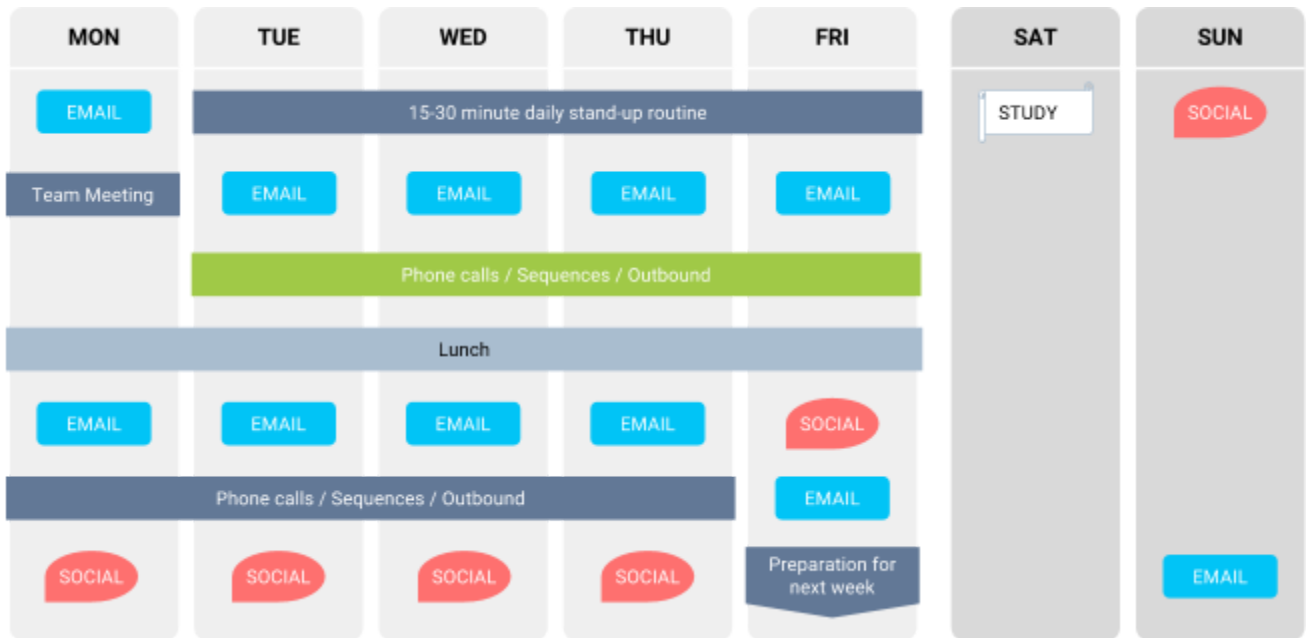 MON TUE WED THU FRI SAT SUN
EMAIL 15-30 minute daily stand-up routine STUDY SOCIAL
Team Meeting EMAIL EMAIL EMAIL EMAIL
Phone calls / Sequences / Outbound
Lunch
EMAIL EMAIL EMAIL EMAIL SOCIAL
Phone calls / Sequences / Outbound EMAIL
SOCIAL SOCIAL SOCIAL SOCIAL Preparation for
next week EMAIL